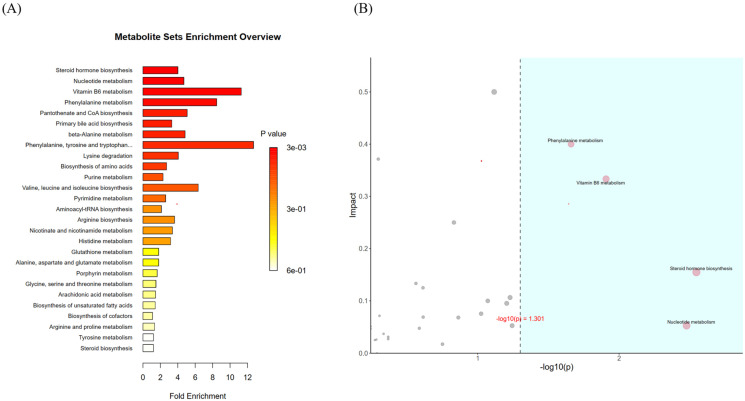 (A)
(B)
Metabolite Sets Enrichment Overview
Steroid hormone biosynthesis
Nucleotide metabolism
Vitamin B6 metabolism
Phenylalanine metabolism
Pantothenate and CoA biosynthesis
Primary bile acid biosynthesis
beta-Alanine metabolism
Phenylalanine, tyrosine and tryptophan...
Lysine degradation
Biosynthesis of amino acids
Purine metabolism
Valine, leucine and isoleucine biosynthesis
Pyrimidine metabolism
Aminoacyl-tRNA biosynthesis
Arginine biosynthesis
Nicotinate and nicotinamide metabolism
Histidine metabolism
Glutathione metabolism
Alanine, aspartate and glutamate metabolism
Porphyrin metabolism
Glycine, serine and threonine metabolism
Arachidonic acid metabolism
Biosynthesis of unsaturated fatty acids
Biosynthesis of cofactors
Arginine and proline metabolism
Tyrosine metabolism
Steroid biosynthesis
0 2 4 6 8 10 12
Fold Enrichment
P value
3e-03
3e-01
6e-01
Impact
0.5
0.4
0.3
0.2
0.1
0.0
Phenylalanine metabolism
Vitamin B6 metabolism
Steroid hormone biosynthesis
Nucleotide metabolism
-log10(p) = 1.301
1 2
-log10(p)